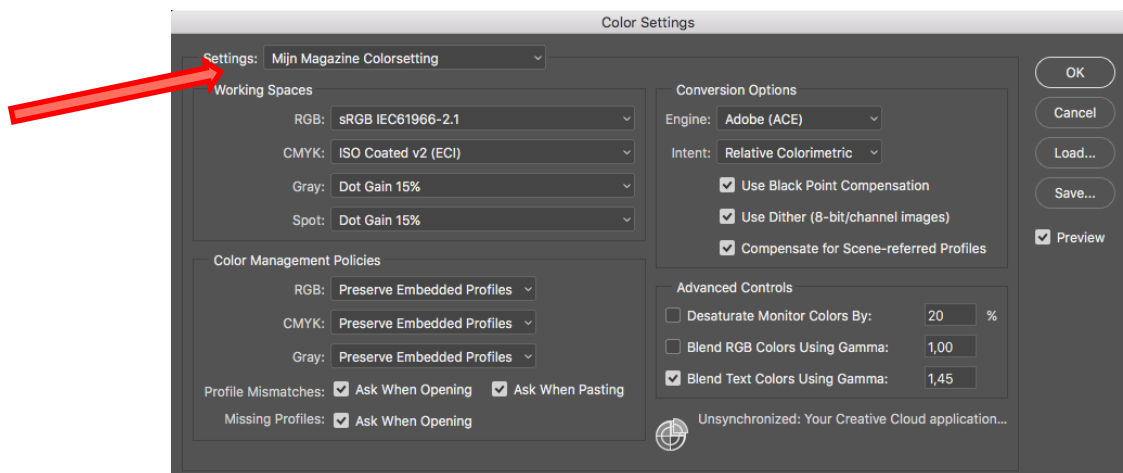 Color Settings
Settings: Mijn Magazine Colorsetting
Working Spaces
RGB: sRGB IEC61966-2.1
CMYK: ISO Coated v2 (ECI)
Gray: Dot Gain 15%
Spot: Dot Gain 15%
Color Management Policies
RGB: Preserve Embedded Profiles
CMYK: Preserve Embedded Profiles
Gray: Preserve Embedded Profiles
Profile Mismatches: Ask When Opening Ask When Pasting
Missing Profiles: Ask When Opening
Conversion Options
Engine: Adobe (ACE)
Intent: Relative Colorimetric
Use Black Point Compensation
Use Dither (8-bit/channel images)
Compensate for Scene-referred Profiles
Advanced Controls
Desaturate Monitor Colors By: 20 %
Blend RGB Colors Using Gamma: 1,00
Blend Text Colors Using Gamma: 1,45
Unsynchronized: Your Creative Cloud application...
OK
Cancel
Load...
Save...
Preview